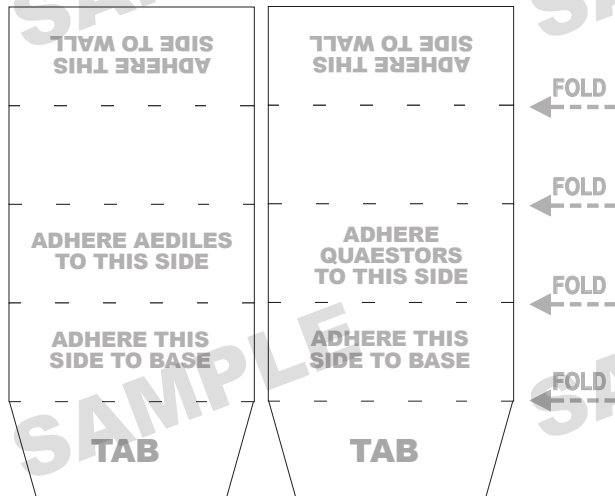 ADHERE THIS
SIDE TO WALL
ADHERE THIS
SIDE TO WALL
FOLD
FOLD
ADHERE AEDILES
TO THIS SIDE
ADHERE
QUAESTORS
TO THIS SIDE
FOLD
ADHERE THIS
SIDE TO BASE
ADHERE THIS
SIDE TO BASE
FOLD
TAB
TAB
SAMPLE